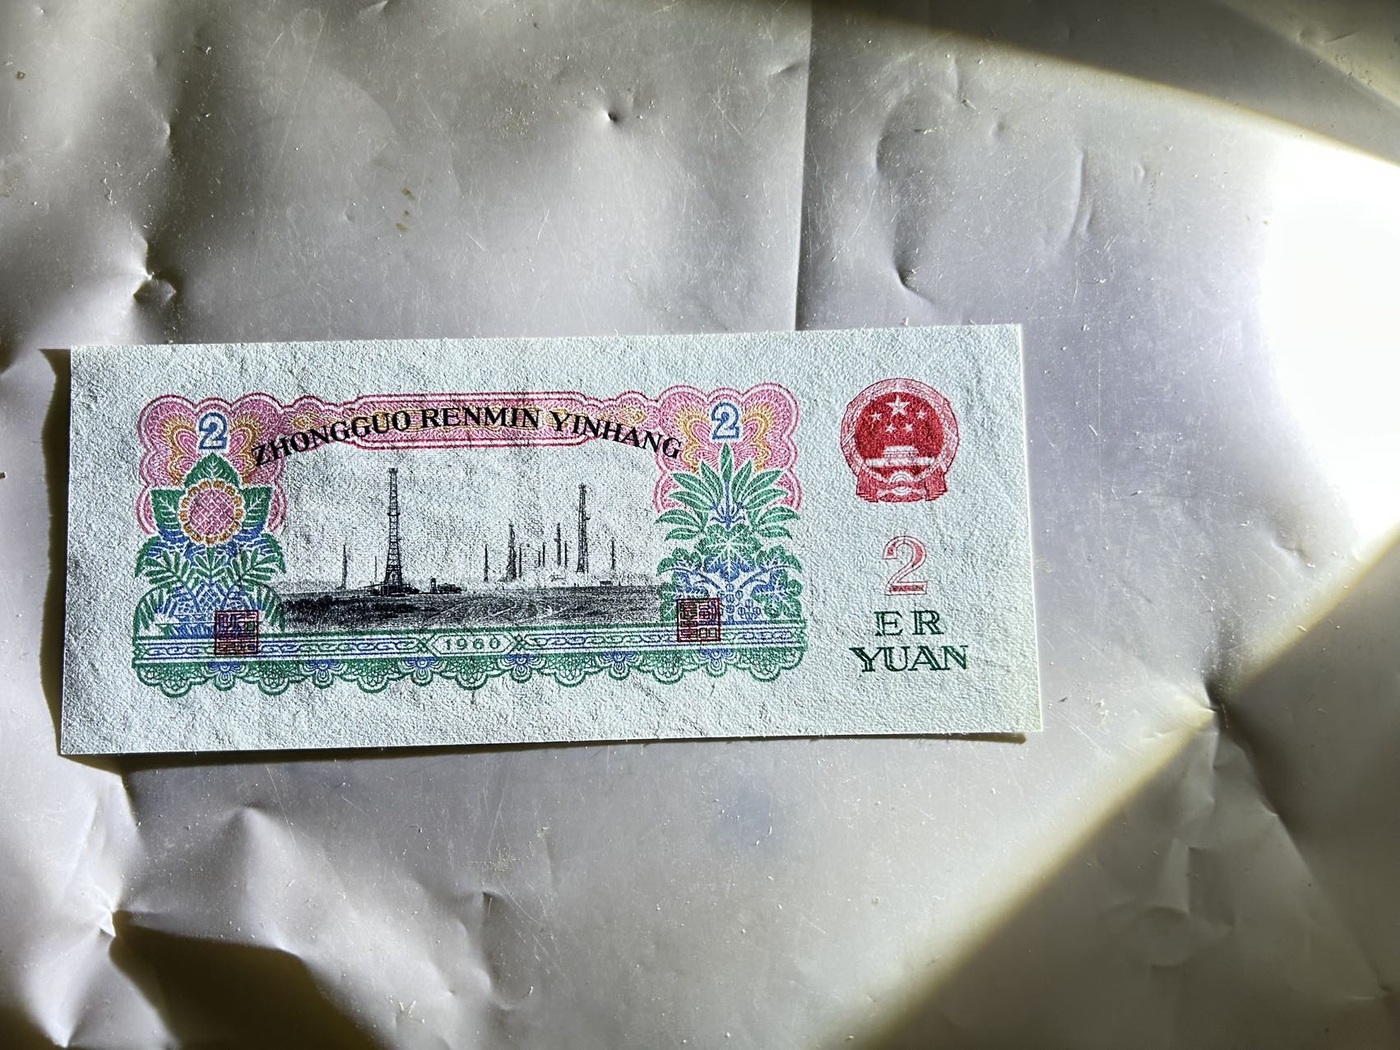 2
ZHONGGUO RENMIN YINHANG
2
1960
2
ER
YUAN